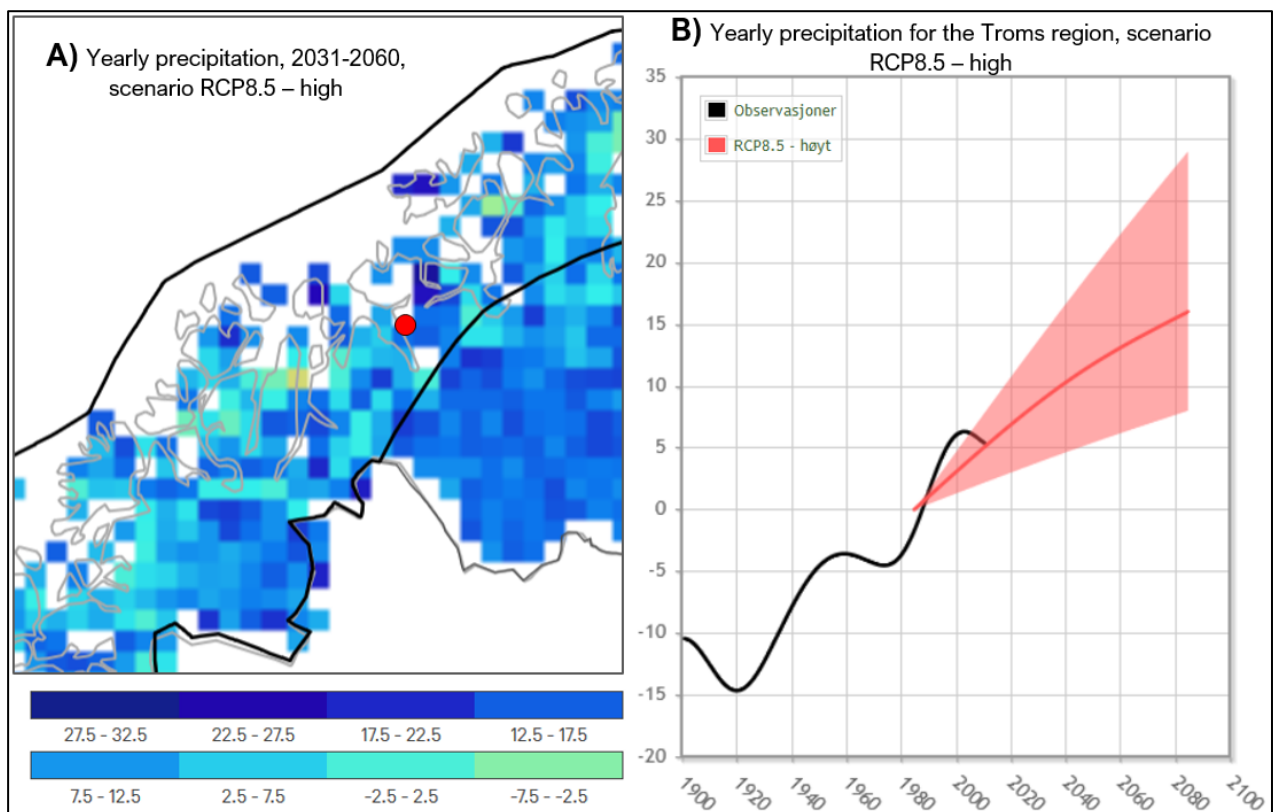 A) Yearly precipitation, 2031-2060,
scenario RCP8.5 – high
27.5 - 32.5 22.5 - 27.5 17.5 - 22.5 12.5 - 17.5
7.5 - 12.5 2.5 - 7.5 -2.5 - 2.5 -7.5 - -2.5
B) Yearly precipitation for the Troms region, scenario
RCP8.5 – high
35
30
25
20
15
10
5
0
-5
-10
-15
-20
Observasjoner
RCP8.5 - høyt
1900 1920 1940 1960 1980 2000 2020 2040 2060 2080 2100